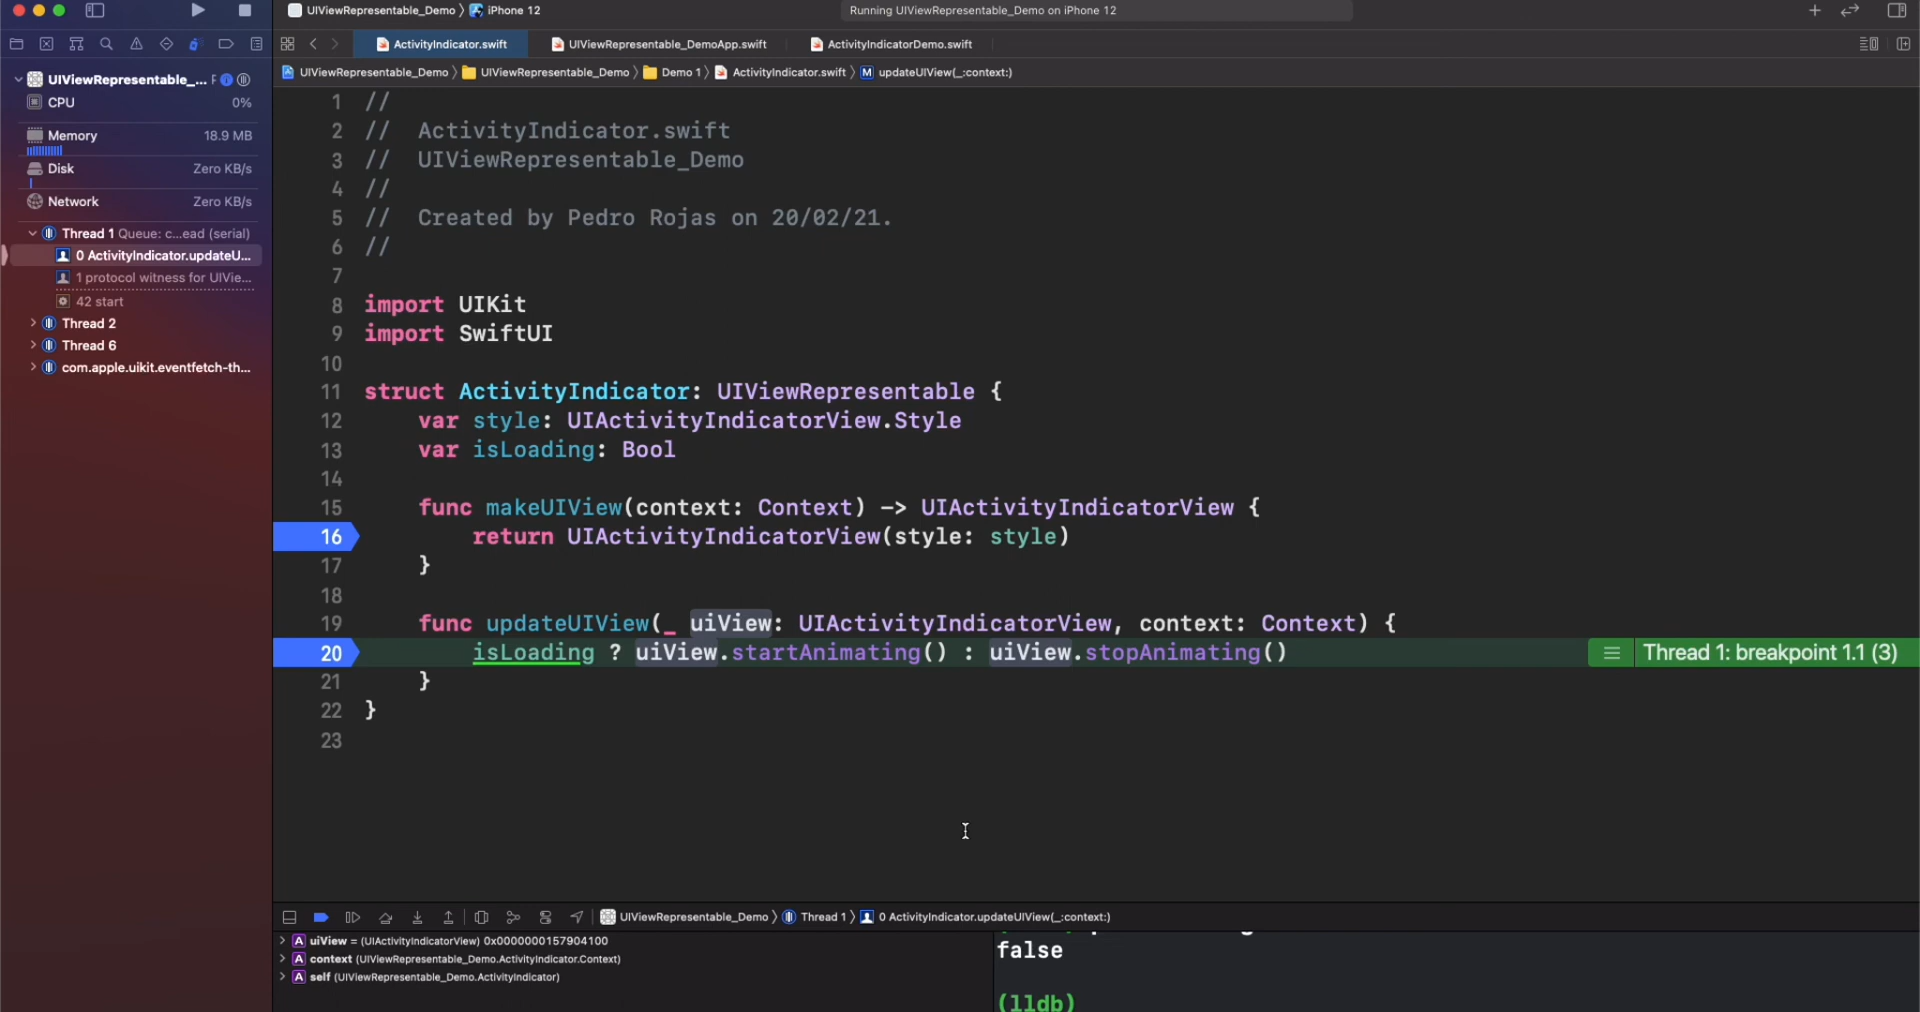 UIViewRepresentable_Demo 〉 iPhone 12
Running UIViewRepresentable_Demo on iPhone 12
ActivityIndicator.swift
UIViewRepresentable_DemoApp.swift
ActivityIndicatorDemo.swift
UIViewRepresentable_Demo 〉 UIViewRepresentable_Demo 〉 Demo 1 〉 ActivityIndicator.swift 〉 M updateUIView(_:context:)
UIViewRepresentable_... P
CPU 0%
Memory 18.9 MB
Disk Zero KB/s
Network Zero KB/s
Thread 1 Queue: c...ead (serial)
0 ActivityIndicator.updateU...
1 protocol witness for UIVie...
42 start
Thread 2
Thread 6
com.apple.uikit.eventfetch-th...
1 //
2 //  ActivityIndicator.swift
3 //  UIViewRepresentable_Demo
4 //
5 //  Created by Pedro Rojas on 20/02/21.
6 //
7
8 import UIKit
9 import SwiftUI
10
11 struct ActivityIndicator: UIViewRepresentable {
12     var style: UIActivityIndicatorView.Style
13     var isLoading: Bool
14
15     func makeUIView(context: Context) -> UIActivityIndicatorView {
16         return UIActivityIndicatorView(style: style)
17     }
18
19     func updateUIView(_ uiView: UIActivityIndicatorView, context: Context) {
20         isLoading ? uiView.startAnimating() : uiView.stopAnimating()
Thread 1: breakpoint 1.1 (3)
21     }
22 }
23
UIViewRepresentable_Demo 〉 Thread 1 〉 0 ActivityIndicator.updateUIView(_:context:)
A uiView = (UIActivityIndicatorView) 0x0000000157904100
A context (UIViewRepresentable_Demo.ActivityIndicator.Context)
A self (UIViewRepresentable_Demo.ActivityIndicator)
false
(lldb)